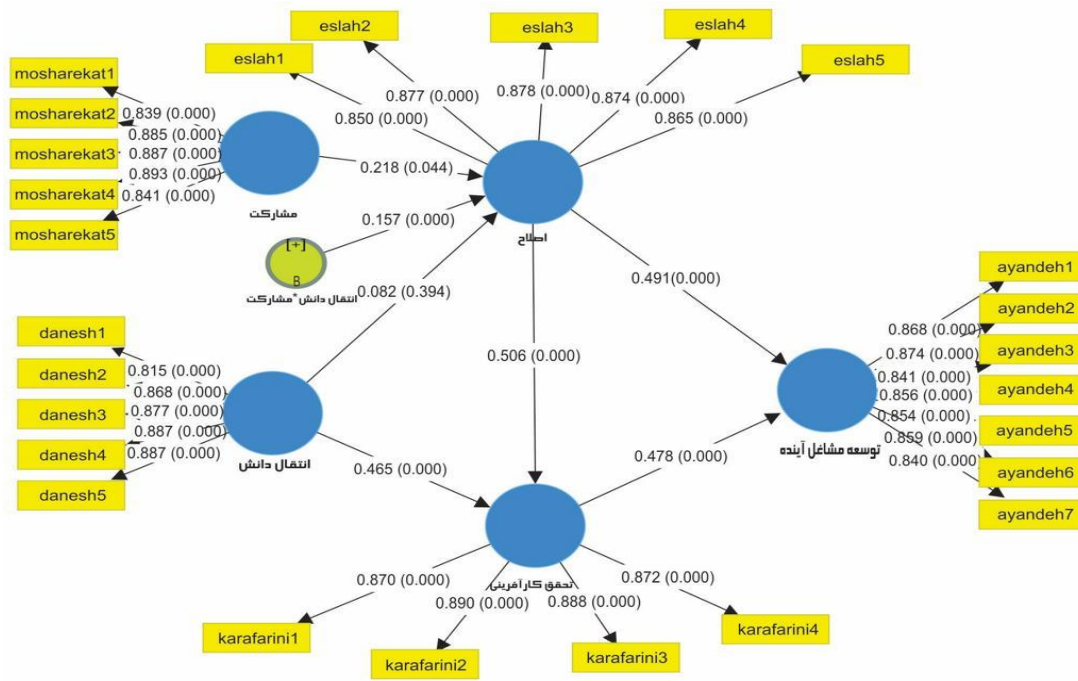 eslah1
eslah2
eslah3
eslah4
eslah5
0.850 (0.000)
0.877 (0.000)
0.878 (0.000)
0.874 (0.000)
0.865 (0.000)
mosharekat1
mosharekat2
mosharekat3
mosharekat4
mosharekat5
0.839 (0.000)
0.885 (0.000)
0.887 (0.000)
0.893 (0.000)
0.841 (0.000)
مشارکت
0.218 (0.044)
اصلاح
[+]
B
0.157 (0.000)
انتقال دانش*مشارکت
0.082 (0.394)
0.491(0.000)
0.506 (0.000)
danesh1
danesh2
danesh3
danesh4
danesh5
0.815 (0.000)
0.868 (0.000)
0.877 (0.000)
0.887 (0.000)
0.887 (0.000)
انتقال دانش
0.465 (0.000)
0.478 (0.000)
توسعه مشاغل آینده
ayandeh1
ayandeh2
ayandeh3
ayandeh4
ayandeh5
ayandeh6
ayandeh7
0.868 (0.000)
0.874 (0.000)
0.841 (0.000)
0.856 (0.000)
0.854 (0.000)
0.859 (0.000)
0.840 (0.000)
تحقق کارآفرینی
0.870 (0.000)
0.890 (0.000)
0.888 (0.000)
0.872 (0.000)
karafarini1
karafarini2
karafarini3
karafarini4